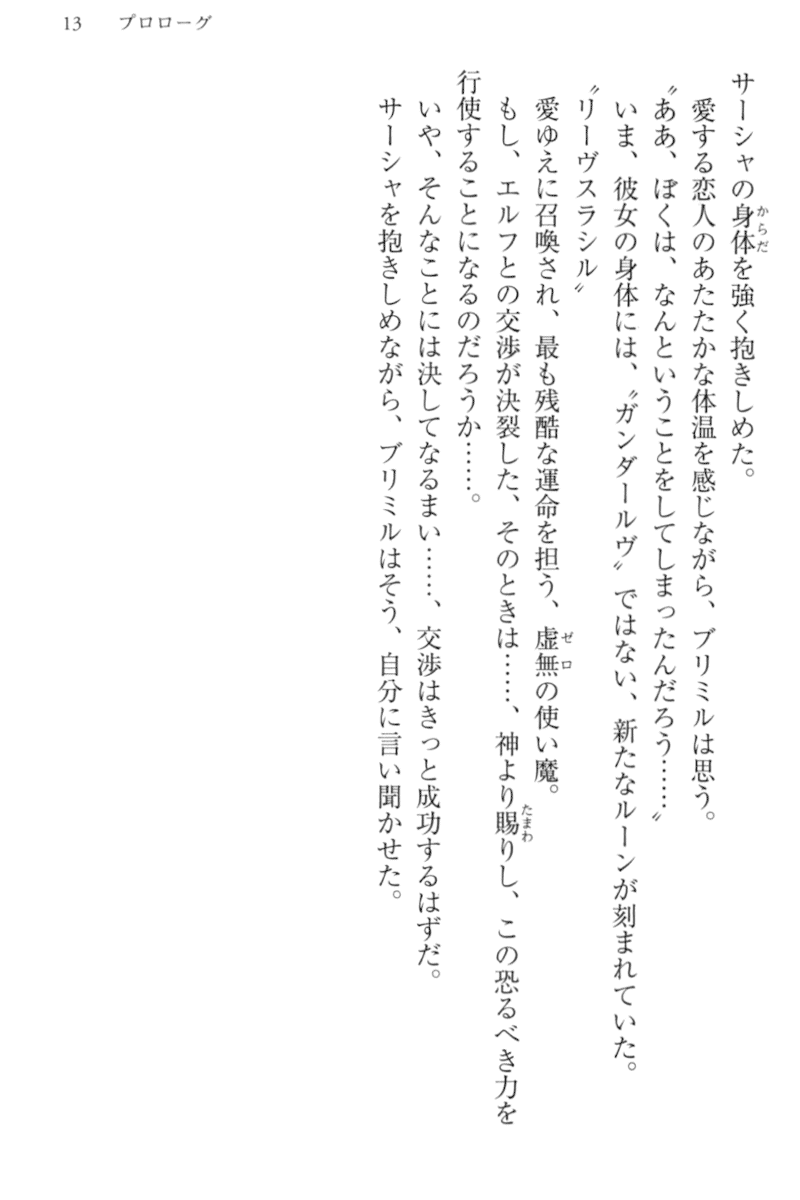 13　プロローグ
サーシャの身体を強く抱きしめた。
愛する恋人のあたたかな体温を感じながら、ブリミルは思う。
〝ああ、ぼくは、なんということをしてしまったんだろう……〟
いま、彼女の身体には、〝ガンダールヴ〟ではない、新たなルーンが刻まれていた。
〝リーヴスラシル〟
愛ゆえに召喚され、最も残酷な運命を担う、虚無の使い魔。
もし、エルフとの交渉が決裂した、そのときは……、神より賜りし、この恐るべき力を
行使することになるのだろうか……。
いや、そんなことには決してなるまい……、交渉はきっと成功するはずだ。
サーシャを抱きしめながら、ブリミルはそう、自分に言い聞かせた。
からだ
ゼロ
たまわ